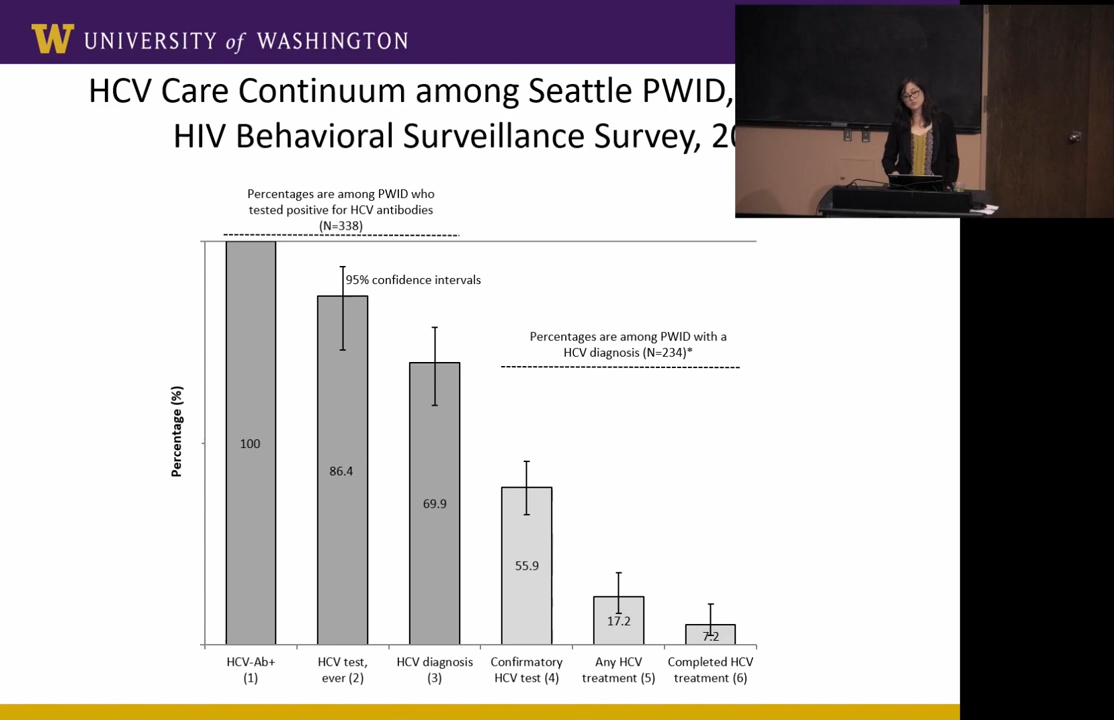 W UNIVERSITY of WASHINGTON
HCV Care Continuum among Seattle PWID,
HIV Behavioral Surveillance Survey,
Percentages are among PWID who
tested positive for HCV antibodies
(N=338)
95% confidence intervals
Percentages are among PWID with a
HCV diagnosis (N=234)*
Percentage (%)
100
86.4
69.9
55.9
17.2
7.2
HCV-Ab+
(1)
HCV test,
ever (2)
HCV diagnosis
(3)
Confirmatory
HCV test (4)
Any HCV
treatment (5)
Completed HCV
treatment (6)